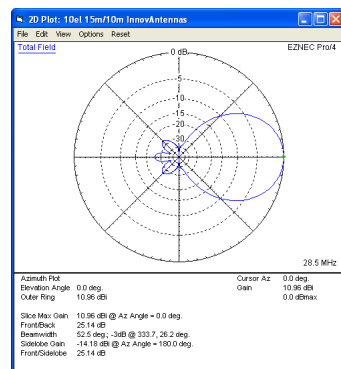 2D Plot: 10el 15m/10m InnovAntennas
File Edit View Options Reset
Total Field
0 dB
EZNEC Pro/4
-5
-10
-15
-20
-30
28.5 MHz
Azimuth Plot
Elevation Angle 0.0 deg.
Outer Ring 10.96 dBi
Cursor Az 0.0 deg.
Gain 10.96 dBi
0.0 dBmax
Slice Max Gain 10.96 dBi @ Az Angle = 0.0 deg.
Front/Back 25.14 dB
Beamwidth 52.5 deg.; -3dB @ 333.7, 26.2 deg.
Sidelobe Gain -14.18 dBi @ Az Angle = 180.0 deg.
Front/Sidelobe 25.14 dB